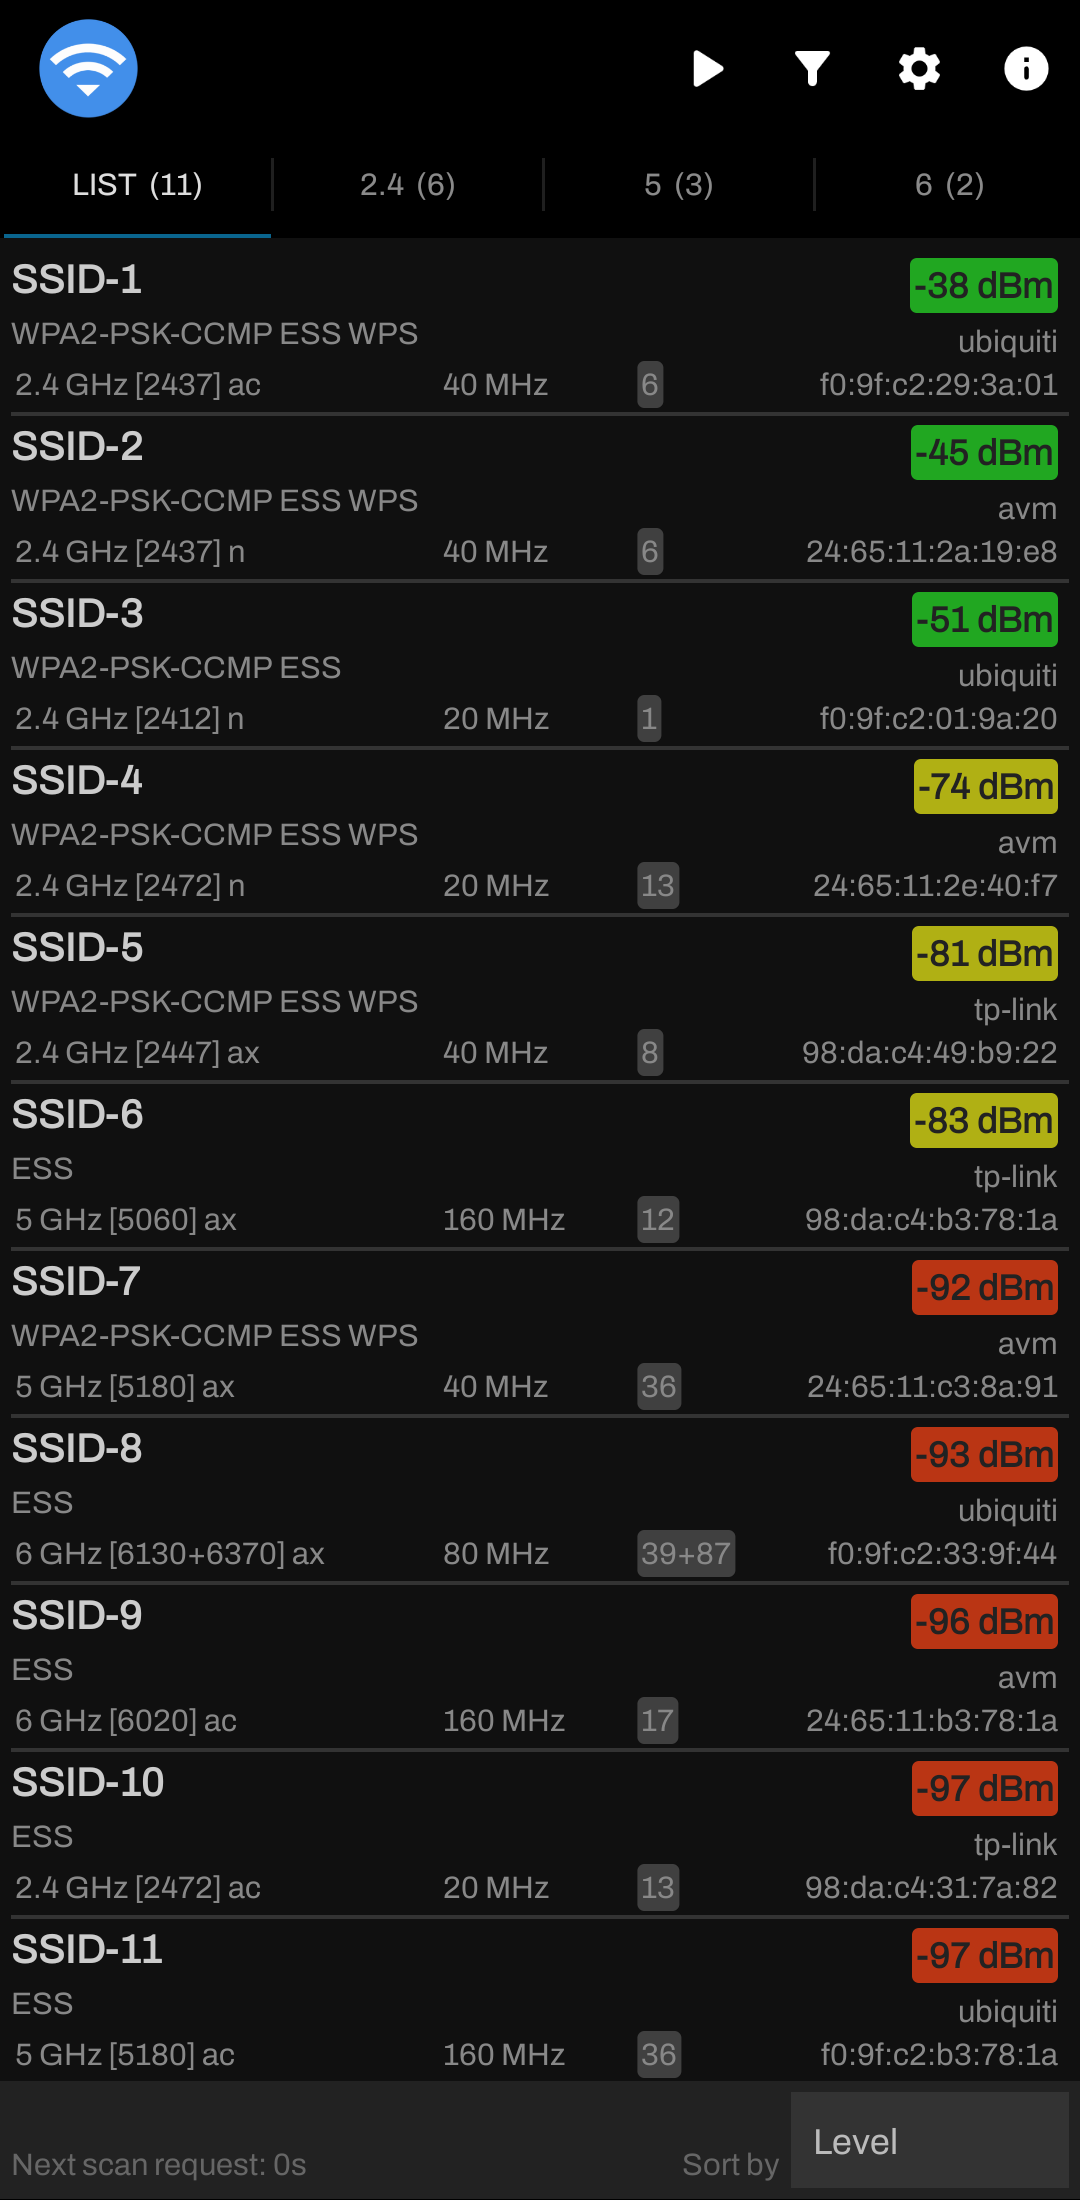 LIST (11) 2.4 (6) 5 (3) 6 (2)
SSID-1 -38 dBm
WPA2-PSK-CCMP ESS WPS ubiquiti
2.4 GHz [2437] ac 40 MHz 6 f0:9f:c2:29:3a:01
SSID-2 -45 dBm
WPA2-PSK-CCMP ESS WPS avm
2.4 GHz [2437] n 40 MHz 6 24:65:11:2a:19:e8
SSID-3 -51 dBm
WPA2-PSK-CCMP ESS ubiquiti
2.4 GHz [2412] n 20 MHz 1 f0:9f:c2:01:9a:20
SSID-4 -74 dBm
WPA2-PSK-CCMP ESS WPS avm
2.4 GHz [2472] n 20 MHz 13 24:65:11:2e:40:f7
SSID-5 -81 dBm
WPA2-PSK-CCMP ESS WPS tp-link
2.4 GHz [2447] ax 40 MHz 8 98:da:c4:49:b9:22
SSID-6 -83 dBm
ESS tp-link
5 GHz [5060] ax 160 MHz 12 98:da:c4:b3:78:1a
SSID-7 -92 dBm
WPA2-PSK-CCMP ESS WPS avm
5 GHz [5180] ax 40 MHz 36 24:65:11:c3:8a:91
SSID-8 -93 dBm
ESS ubiquiti
6 GHz [6130+6370] ax 80 MHz 39+87 f0:9f:c2:33:9f:44
SSID-9 -96 dBm
ESS avm
6 GHz [6020] ac 160 MHz 17 24:65:11:b3:78:1a
SSID-10 -97 dBm
ESS tp-link
2.4 GHz [2472] ac 20 MHz 13 98:da:c4:31:7a:82
SSID-11 -97 dBm
ESS ubiquiti
5 GHz [5180] ac 160 MHz 36 f0:9f:c2:b3:78:1a
Next scan request: 0s Sort by Level